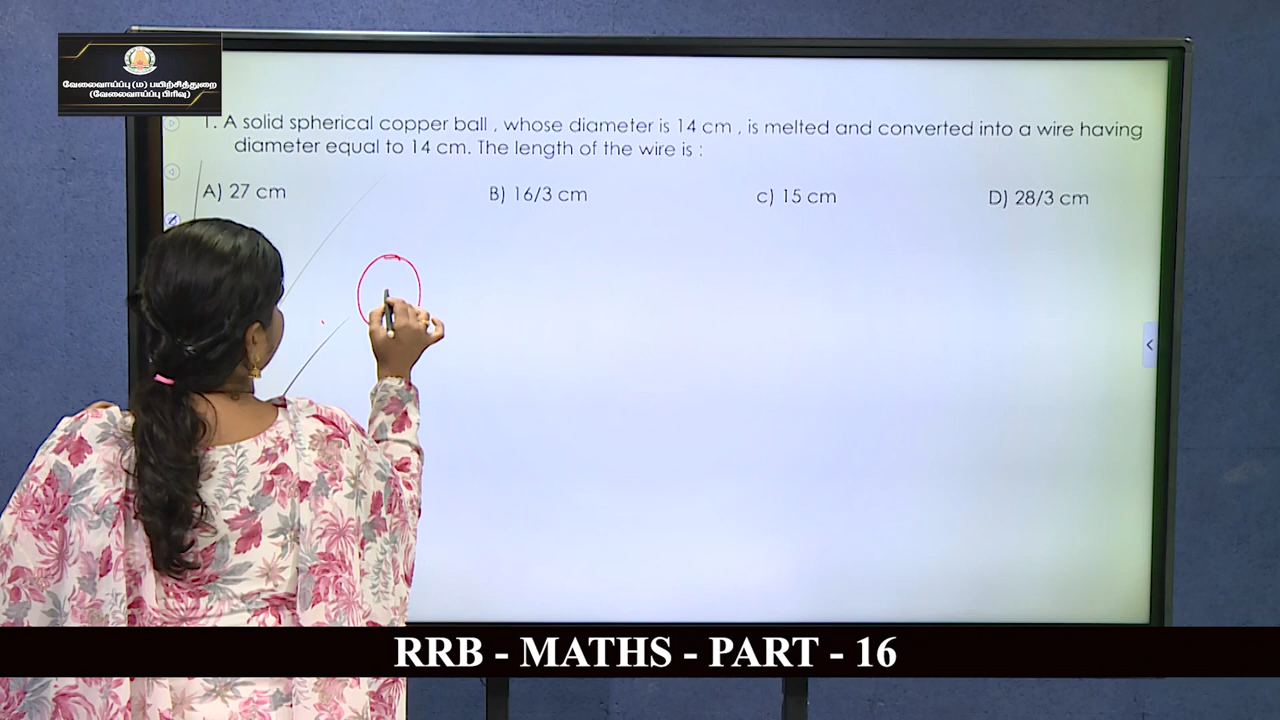 வேலைவாய்ப்பு (ம) பயிற்சித்துறை
(வேலைவாய்ப்பு பிரிவு)
1. A solid spherical copper ball , whose diameter is 14 cm , is melted and converted into a wire having
diameter equal to 14 cm. The length of the wire is :
A) 27 cm B) 16/3 cm c) 15 cm D) 28/3 cm
RRB - MATHS - PART - 16